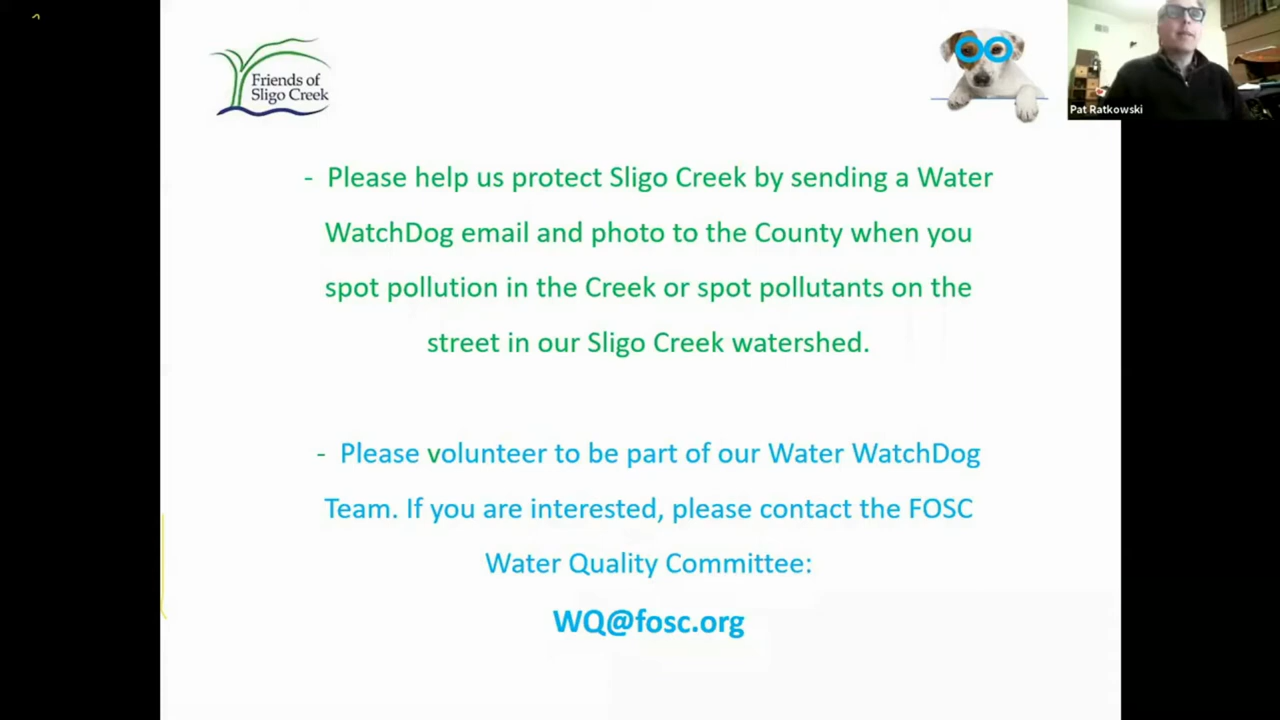 Friends of
Sligo Creek
Pat Ratkowski
- Please help us protect Sligo Creek by sending a Water
WatchDog email and photo to the County when you
spot pollution in the Creek or spot pollutants on the
street in our Sligo Creek watershed.
- Please volunteer to be part of our Water WatchDog
Team. If you are interested, please contact the FOSC
Water Quality Committee:
WQ@fosc.org